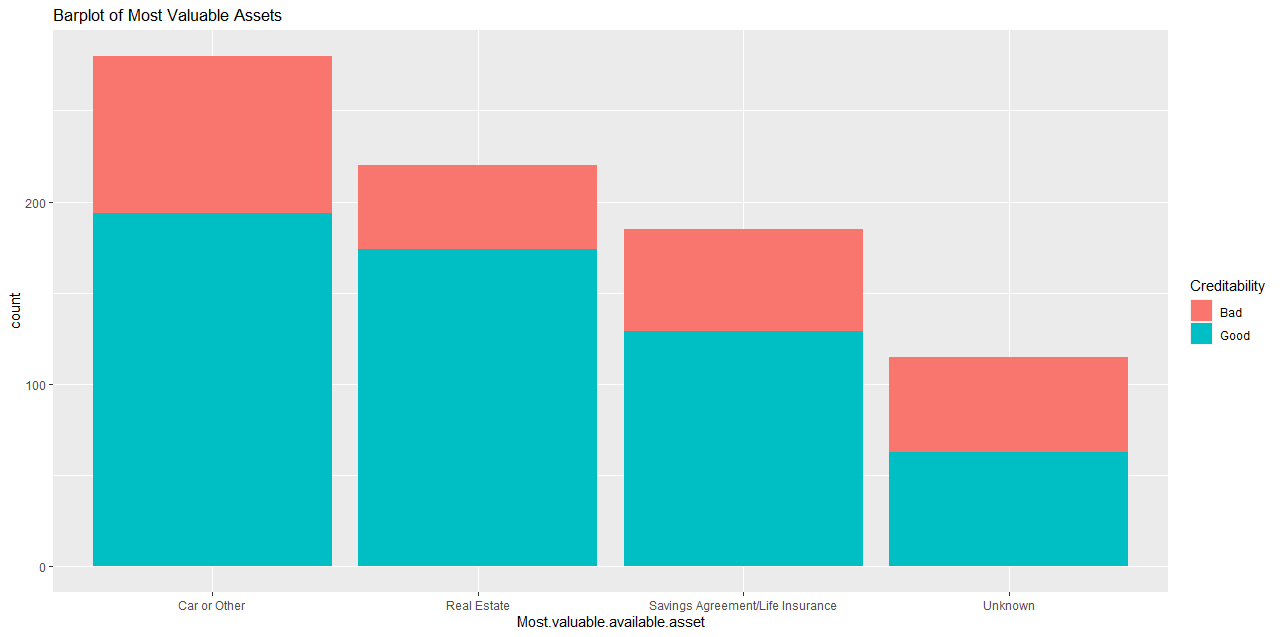 Barplot of Most Valuable Assets
200
100
0
count
Car or Other
Real Estate
Savings Agreement/Life Insurance
Unknown
Most.valuable.available.asset
Creditability
Bad
Good